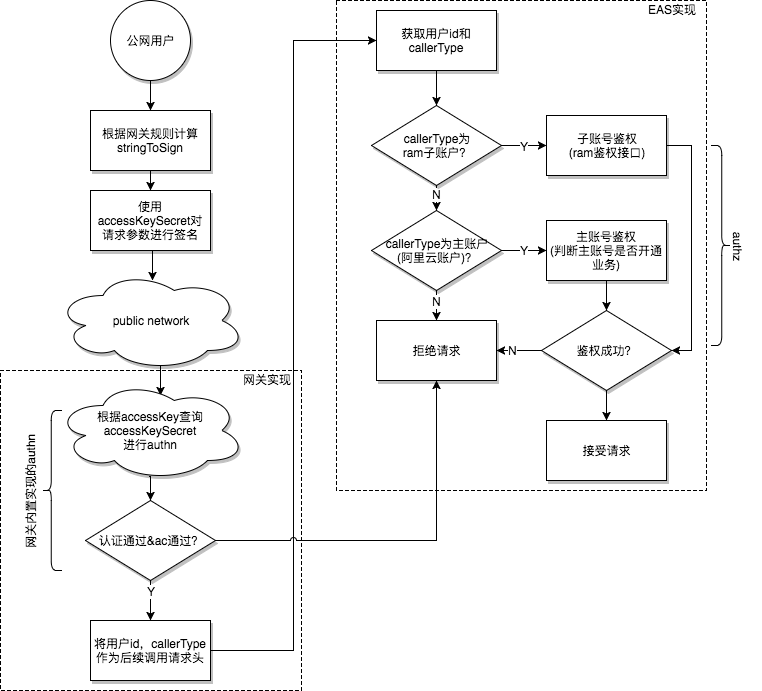 公网用户
根据网关规则计算
stringToSign
使用
accessKeySecret对
请求参数进行签名
public network
网关实现
根据accessKey查询
accessKeySecret
进行authn
网关内置实现的authn
认证通过&ac通过?
Y
将用户id，callerType
作为后续调用请求头
EAS实现
获取用户id和
callerType
callerType为
ram子账户?
Y
子账号鉴权
(ram鉴权接口)
N
callerType为主账户
(阿里云账户)?
Y
主账号鉴权
(判断主账号是否开通
业务)
authz
N
拒绝请求
N
鉴权成功?
接受请求